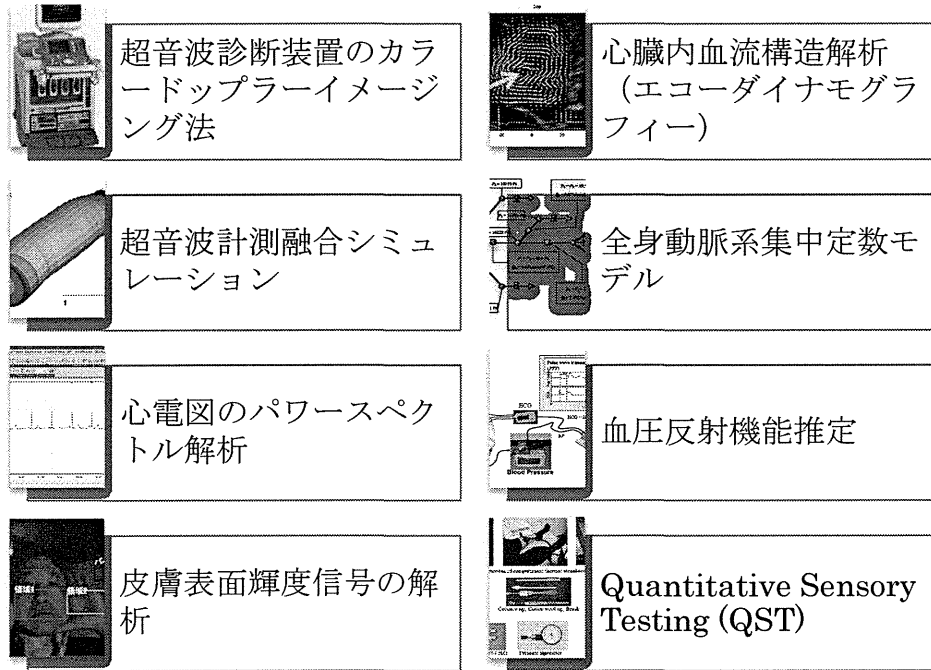 超音波診断装置のカラ
ードップラーイメージ
ング法
心臓内血流構造解析
（エコーダイナモグラ
フィー）
超音波計測融合シミュ
レーション
全身動脈系集中定数モ
デル
心電図のパワースペク
トル解析
ECG
Blood Pressure
血圧反射機能推定
皮膚表面輝度信号の解
析
Quantitative Sensory
Testing (QST)